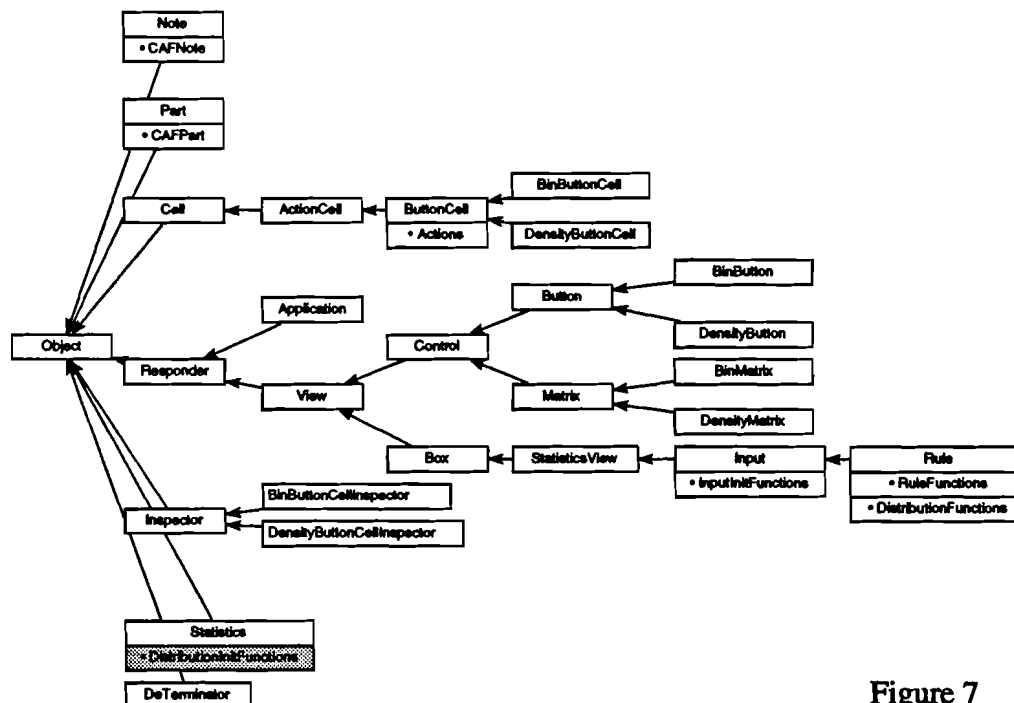 Note
• CAFNote
Part
• CAFPart
BinButtonCell
Cell
ActionCell
ButtonCell
• Actions
DensityButtonCell
BinButton
Application
Button
Object
Control
DensityButton
Responder
BinMatrix
View
Matrix
DensityMatrix
Box
StatisticsView
Input
Rule
• InputInitFunctions
• RuleFunctions
• DistributionFunctions
BinButtonCellInspector
Inspector
DensityButtonCellInspector
Statistics
• DistributionInitFunctions
DeTerminator
Figure 7